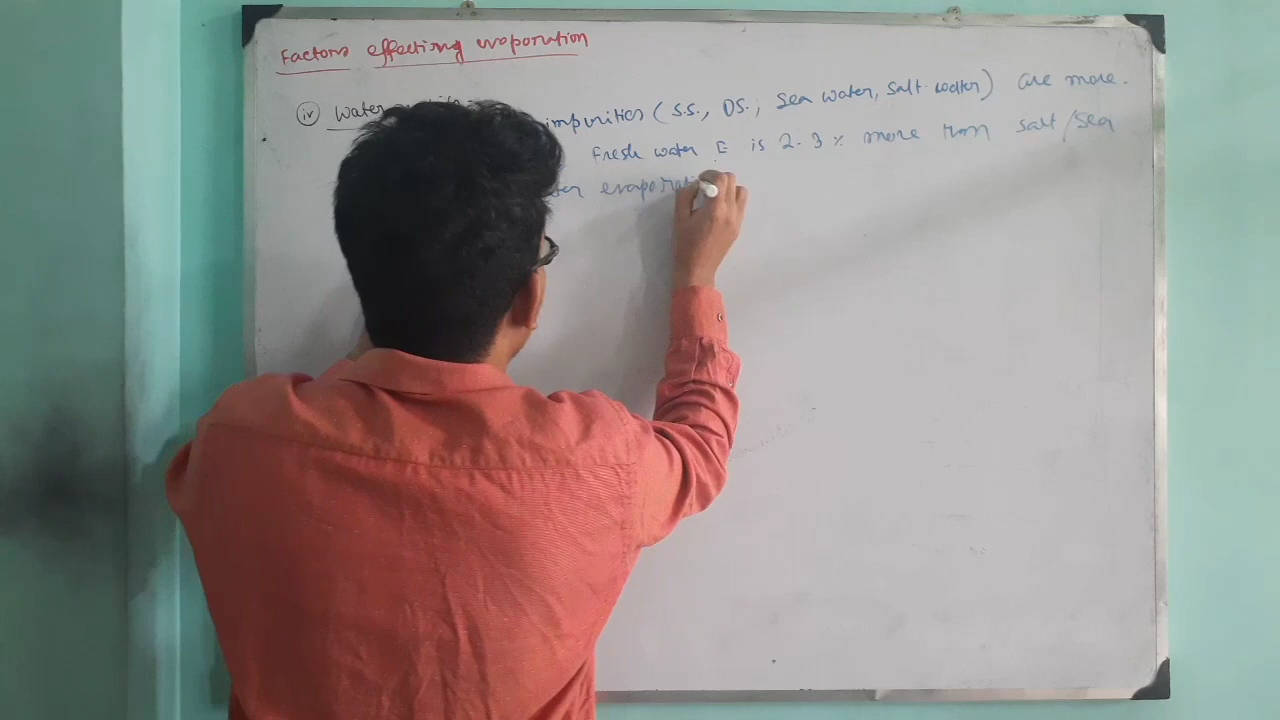 Factors effecting evaporation
(iv) Water impurities (S.S., DS., Sea water, Salt water) are more.
Fresh water E is 2-3% more than salt/sea
evaporati